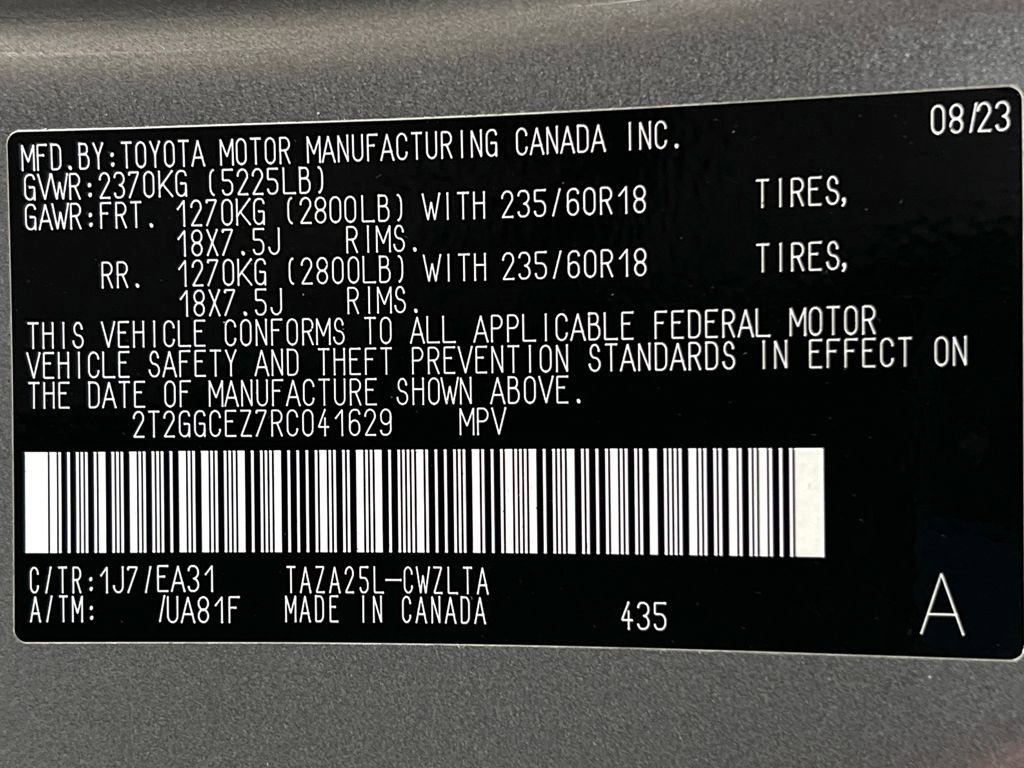 08/23
MFD.BY:TOYOTA MOTOR MANUFACTURING CANADA INC.
GVWR:2370KG (5225LB)
GAWR:FRT. 1270KG (2800LB) WITH 235/60R18 TIRES,
18X7.5J RIMS.
RR. 1270KG (2800LB) WITH 235/60R18 TIRES,
18X7.5J RIMS.
THIS VEHICLE CONFORMS TO ALL APPLICABLE FEDERAL MOTOR
VEHICLE SAFETY AND THEFT PREVENTION STANDARDS IN EFFECT ON
THE DATE OF MANUFACTURE SHOWN ABOVE.
2T2GGCEZ7RC041629 MPV
C/TR:1J7/EA31 TAZA25L-CWZLTA
A/TM: /UA81F MADE IN CANADA 435 A